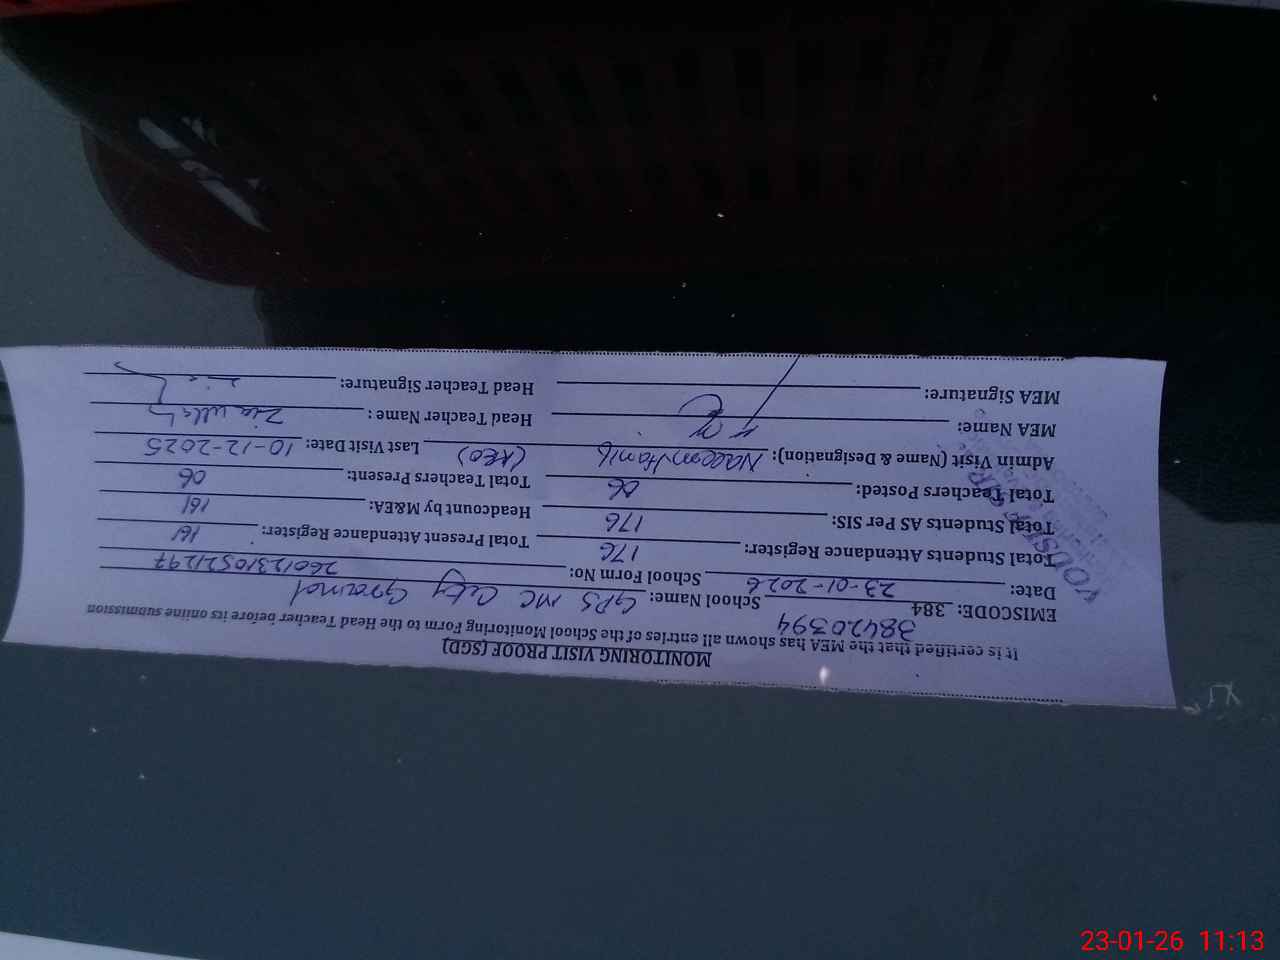 MONITORING VISIT PROOF (SGD)
It is certified that the MEA has shown all entries of the School Monitoring Form to the Head Teacher before its online submission
38420394
EMISCODE: 384 School Name: GPS MC City Ground
Date: 23-01-2026 School Form No: 26012310521297
Total Students Attendance Register: 176 Total Present Attendance Register: 161
Total Students AS Per SIS: 176 Headcount by M&EA: 161
Total Teachers Posted: 06 Total Teachers Present: 06
Admin Visit (Name & Designation): Naeem (AEO) Last Visit Date: 10-12-2025
MEA Name: Head Teacher Name : Zia ullah
MEA Signature: Head Teacher Signature:
23-01-26 11:13